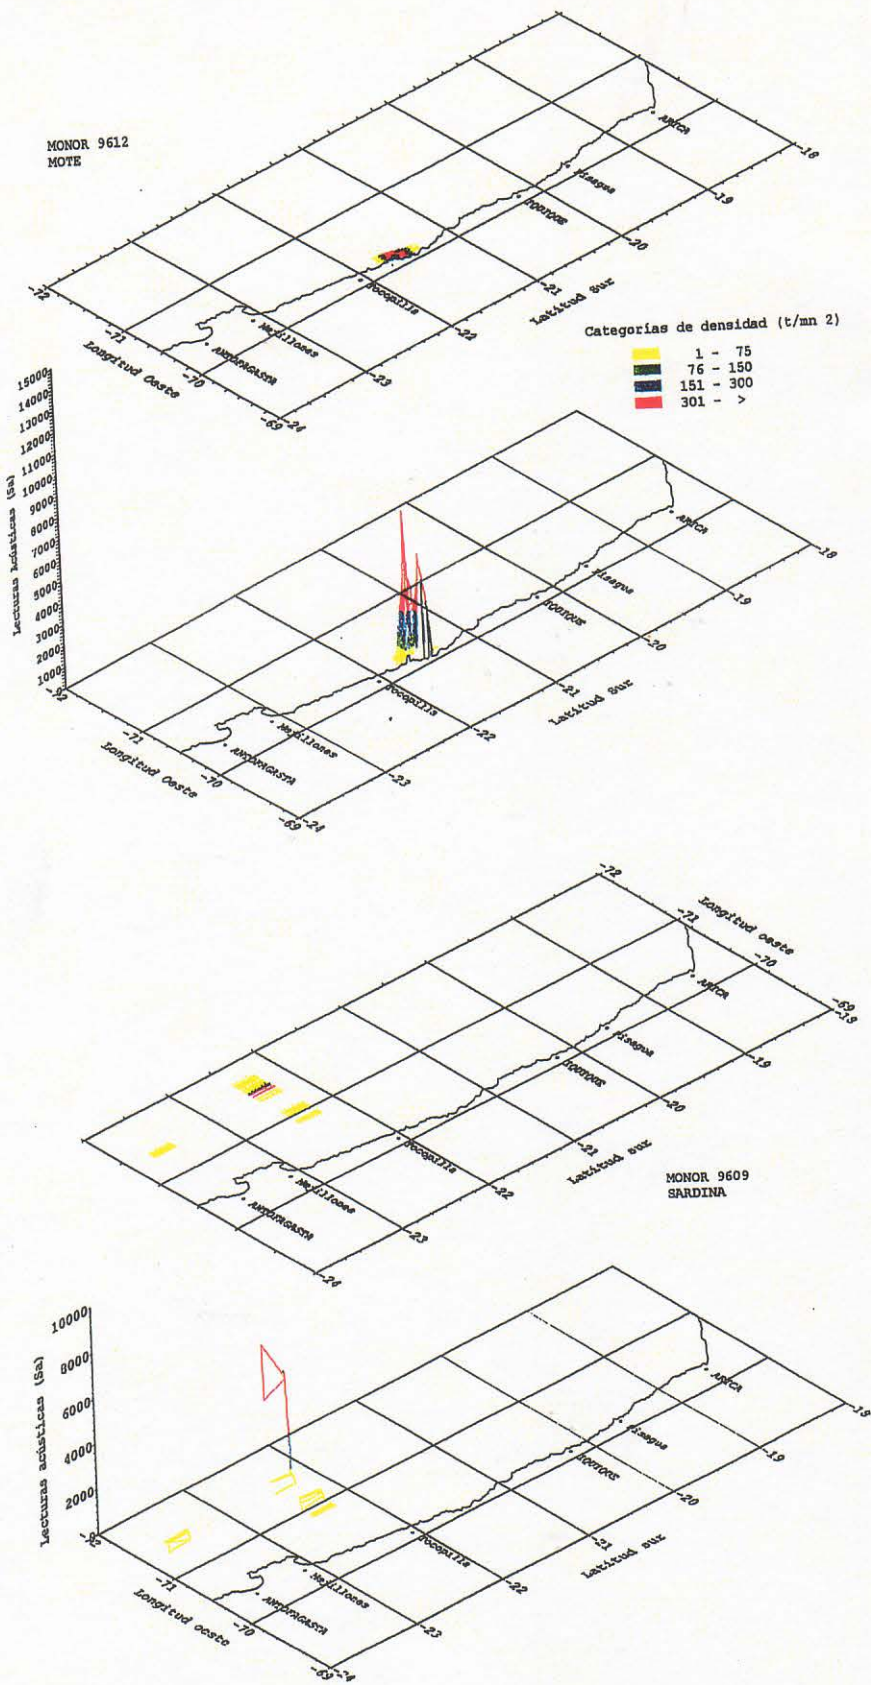 MONOR 9612
MOTE
ARICA
Pisagua
IQUIQUE
Tocopilla
Mejillones
ANTOFAGASTA
-18
-19
-20
-21
-22
-23
-24
-72
-71
-70
-69
Latitud Sur
Longitud Oeste
Categorías de densidad (t/mn 2)
1 - 75
76 - 150
151 - 300
301 - >
Lecturas Acústicas (Sa)
15000
14000
13000
12000
11000
10000
9000
8000
7000
6000
5000
4000
3000
2000
1000
ARICA
Pisagua
IQUIQUE
Tocopilla
Mejillones
ANTOFAGASTA
-18
-19
-20
-21
-22
-23
-24
-71
-70
-69
Latitud Sur
Longitud Oeste
-72
-71
-70
-69
Longitud oeste
ARICA
Pisagua
IQUIQUE
Tocopilla
Mejillones
ANTOFAGASTA
-18
-19
-20
-21
-22
-23
-24
Latitud sur
MONOR 9609
SARDINA
Lecturas acústicas (Sa)
10000
8000
6000
4000
2000
ARICA
Pisagua
IQUIQUE
Tocopilla
Mejillones
ANTOFAGASTA
-18
-19
-20
-21
-22
-23
-24
-71
-70
-69
Latitud sur
Longitud oeste